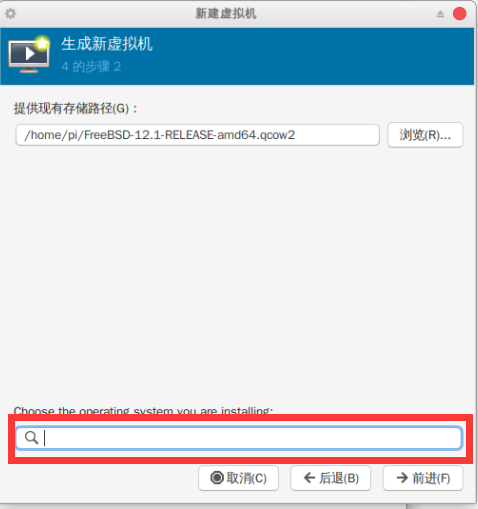 新建虚拟机
生成新虚拟机
4 的步骤 2
提供现有存储路径(G)：
/home/pi/FreeBSD-12.1-RELEASE-amd64.qcow2
浏览(R)...
Choose the operating system you are installing:
取消(C)
后退(B)
前进(F)